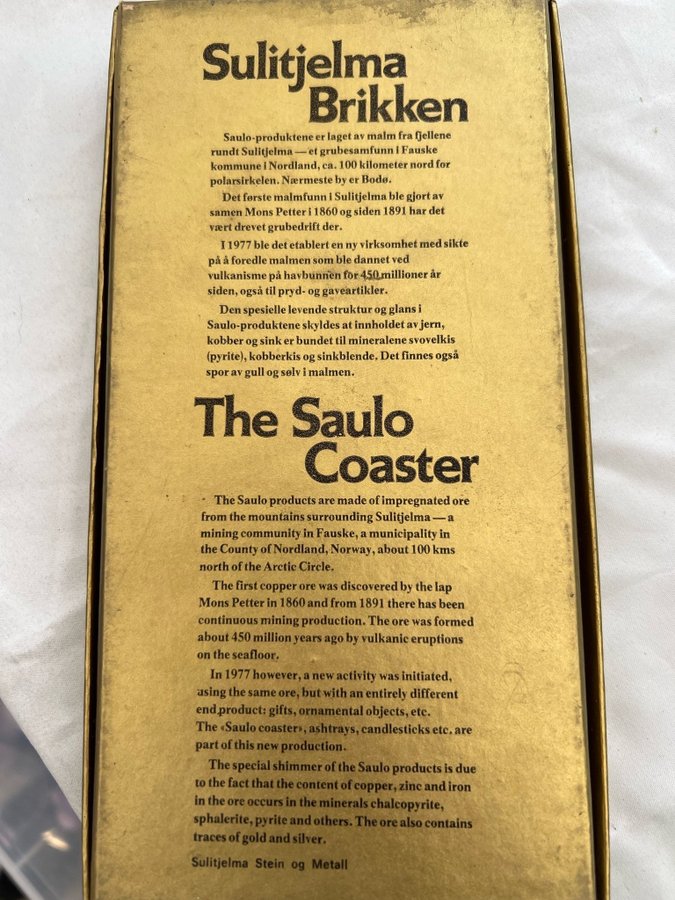 Sulitjelma
Brikken
Saulo-produktene er laget av malm fra fjellene
rundt Sulitjelma — et grubesamfunn i Fauske
kommune i Nordland, ca. 100 kilometer nord for
polarsirkelen. Nærmeste by er Bodø.
Det første malmfunn i Sulitjelma ble gjort av
samen Mons Petter i 1860 og siden 1891 har det
vært drevet grubedrift der.
I 1977 ble det etablert en ny virksomhet med sikte
på å foredle malmen som ble dannet ved
vulkanisme på havbunnen for 450 millioner år
siden, også til pryd- og gaveartikler.
Den spesielle levende struktur og glans i
Saulo-produktene skyldes at innholdet av jern,
kobber og sink er bundet til mineralene svovelkis
(pyrite), kobberkis og sinkblende. Det finnes også
spor av gull og sølv i malmen.
The Saulo
Coaster
The Saulo products are made of impregnated ore
from the mountains surrounding Sulitjelma — a
mining community in Fauske, a municipality in
the County of Nordland, Norway, about 100 kms
north of the Arctic Circle.
The first copper ore was discovered by the lap
Mons Petter in 1860 and from 1891 there has been
continuous mining production. The ore was formed
about 450 million years ago by vulkanic eruptions
on the seafloor.
In 1977 however, a new activity was initiated,
using the same ore, but with an entirely different
end product: gifts, ornamental objects, etc.
The «Saulo coaster», ashtrays, candlesticks etc. are
part of this new production.
The special shimmer of the Saulo products is due
to the fact that the content of copper, zinc and iron
in the ore occurs in the minerals chalcopyrite,
sphalerite, pyrite and others. The ore also contains
traces of gold and silver.
Sulitjelma Stein og Metall